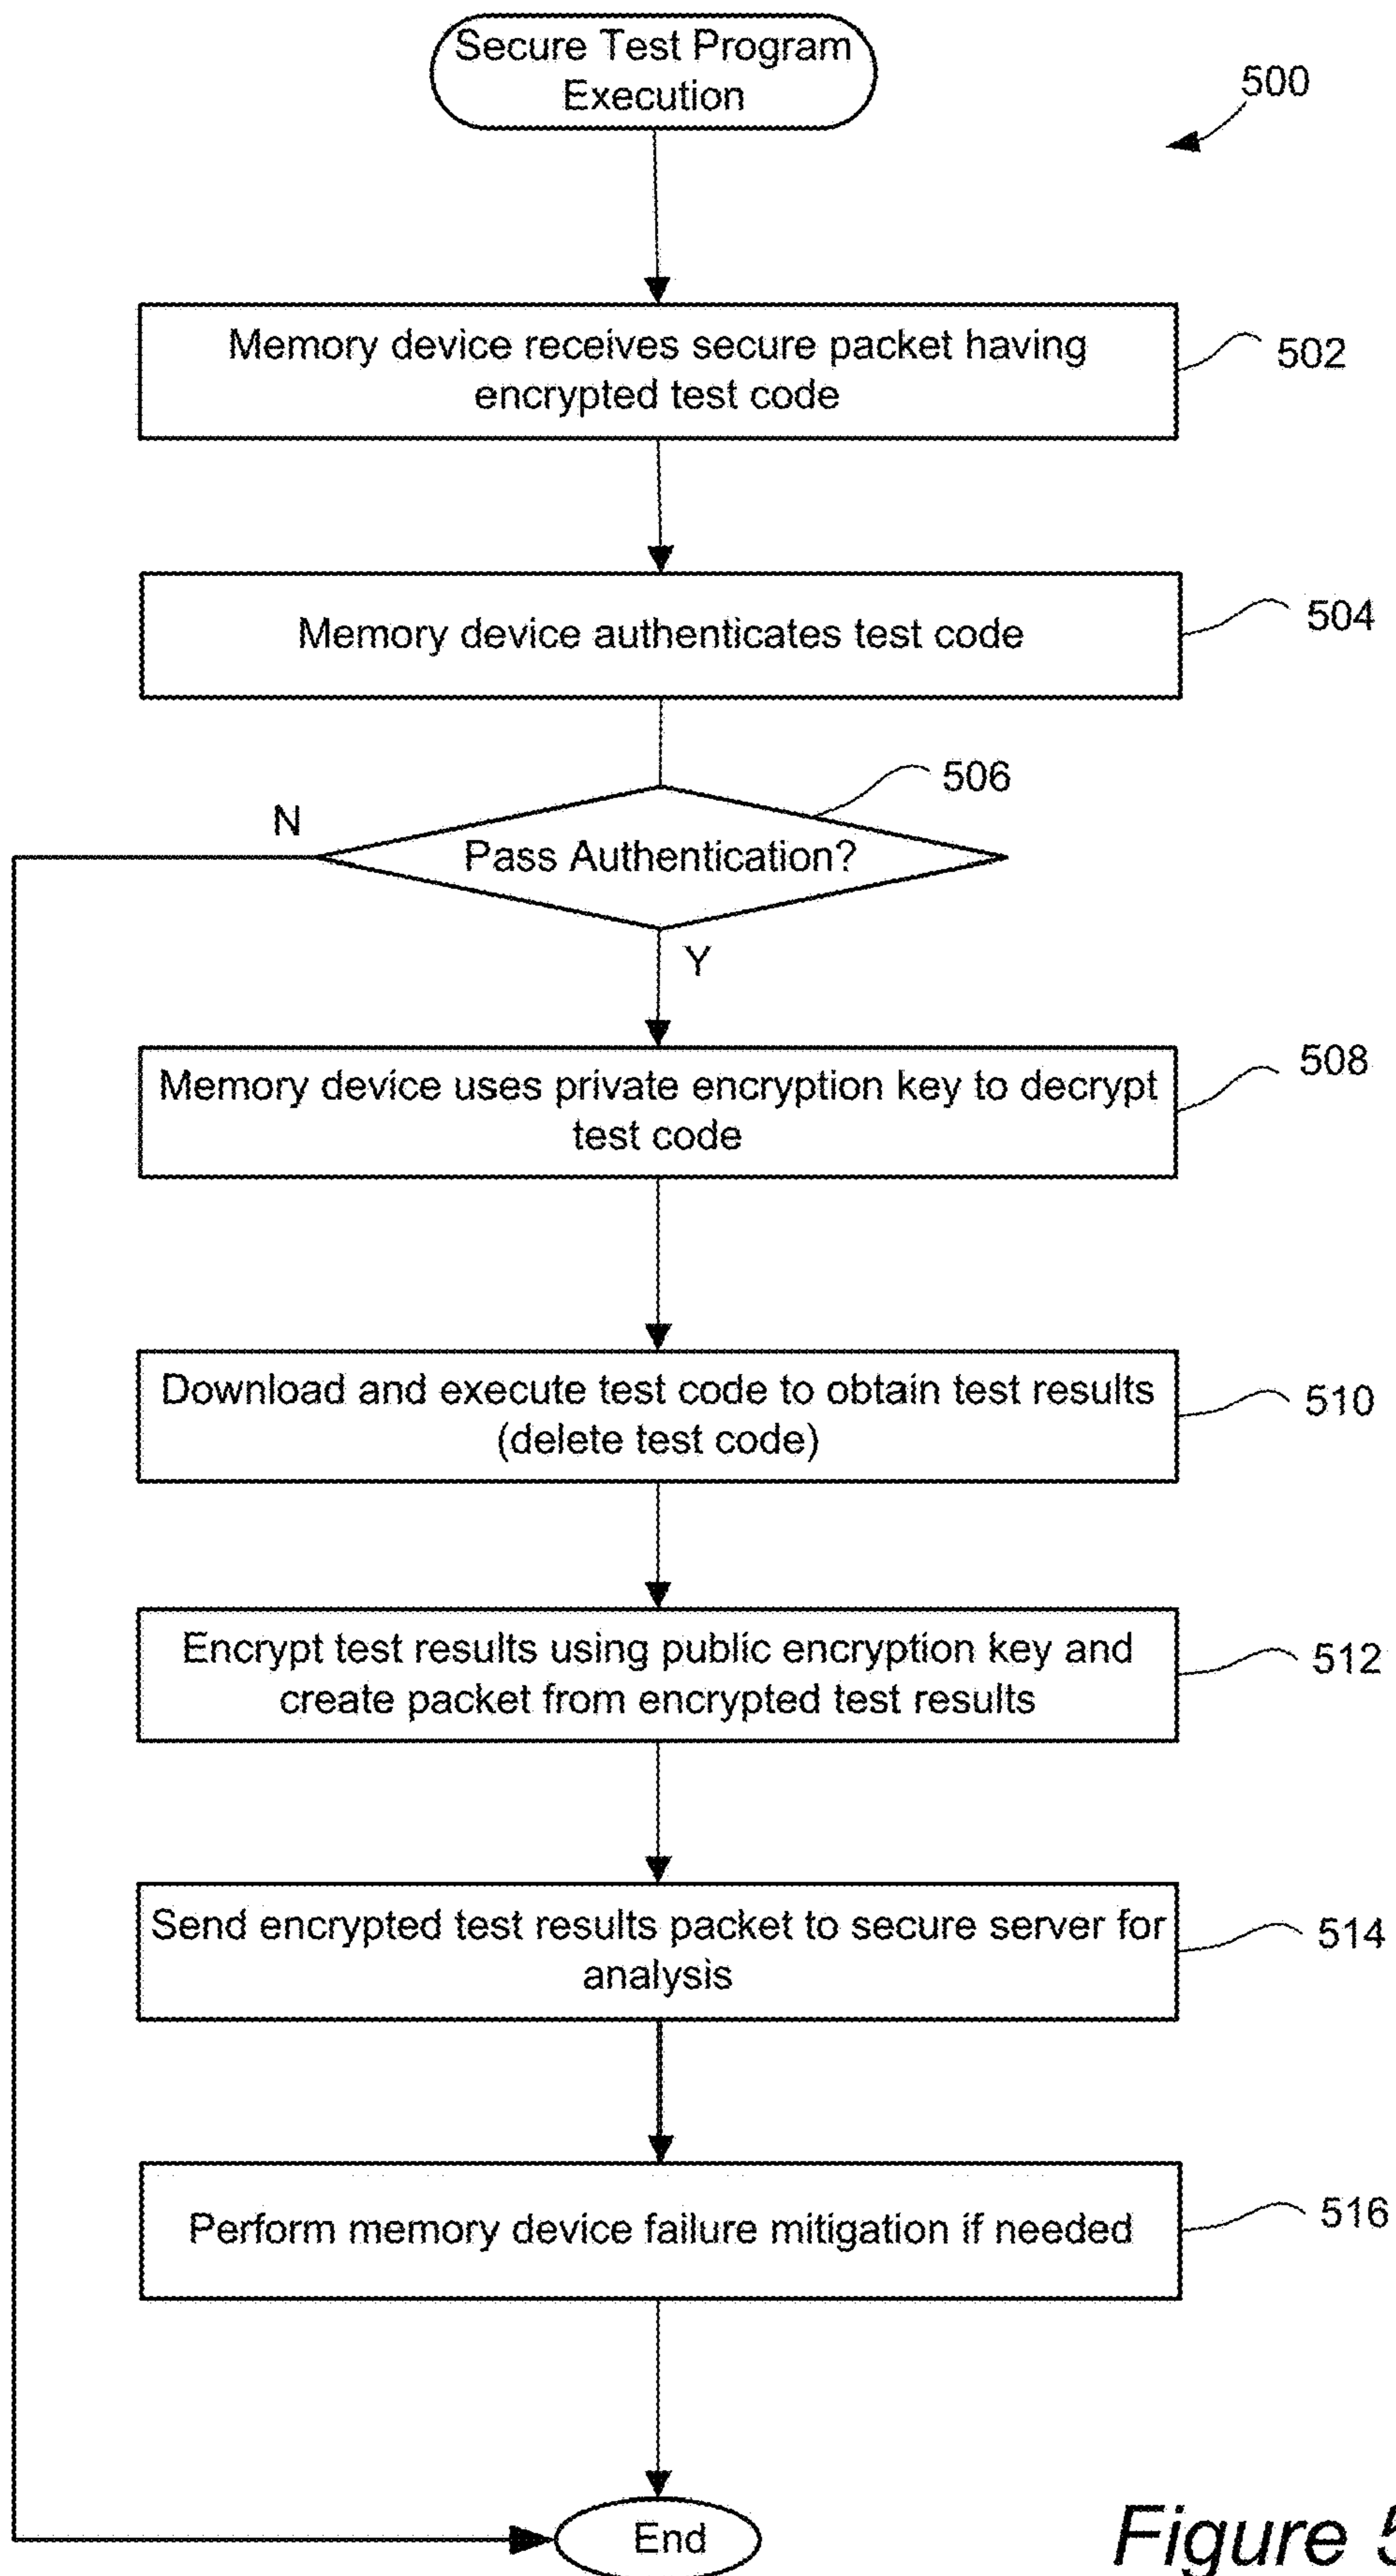 Secure Test Program
Execution
500
Memory device receives secure packet having
encrypted test code
502
Memory device authenticates test code
504
506
N
Pass Authentication?
Y
Memory device uses private encryption key to decrypt
test code
508
Download and execute test code to obtain test results
(delete test code)
510
Encrypt test results using public encryption key and
create packet from encrypted test results
512
Send encrypted test results packet to secure server for
analysis
514
Perform memory device failure mitigation if needed
516
End
Figure 5